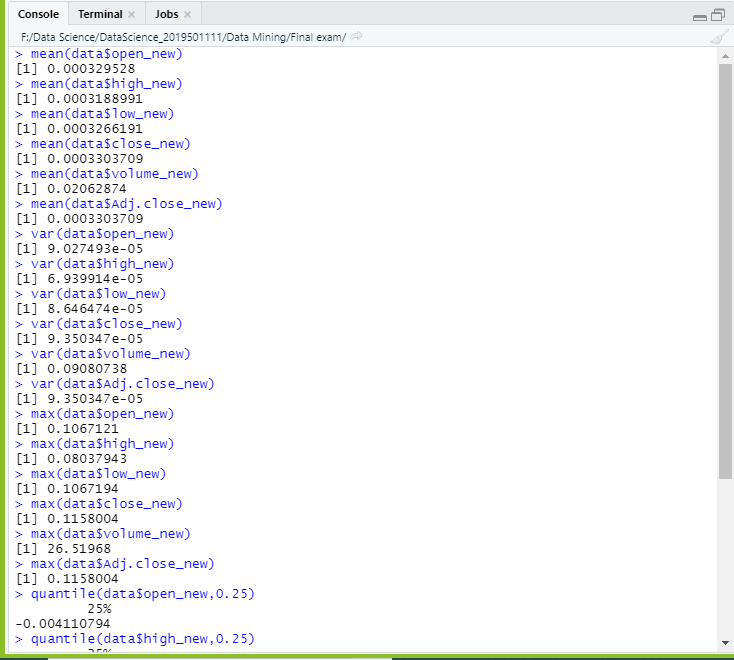 Console Terminal Jobs
F:/Data Science/DataScience_2019501111/Data Mining/Final exam/
> mean(data$open_new)
[1] 0.000329528
> mean(data$high_new)
[1] 0.0003188991
> mean(data$low_new)
[1] 0.0003266191
> mean(data$close_new)
[1] 0.0003303709
> mean(data$volume_new)
[1] 0.02062874
> mean(data$Adj.close_new)
[1] 0.0003303709
> var(data$open_new)
[1] 9.027493e-05
> var(data$high_new)
[1] 6.939914e-05
> var(data$low_new)
[1] 8.646474e-05
> var(data$close_new)
[1] 9.350347e-05
> var(data$volume_new)
[1] 0.09080738
> var(data$Adj.close_new)
[1] 9.350347e-05
> max(data$open_new)
[1] 0.1067121
> max(data$high_new)
[1] 0.08037943
> max(data$low_new)
[1] 0.1067194
> max(data$close_new)
[1] 0.1158004
> max(data$volume_new)
[1] 26.51968
> max(data$Adj.close_new)
[1] 0.1158004
> quantile(data$open_new,0.25)
25%
-0.004110794
> quantile(data$high_new,0.25)